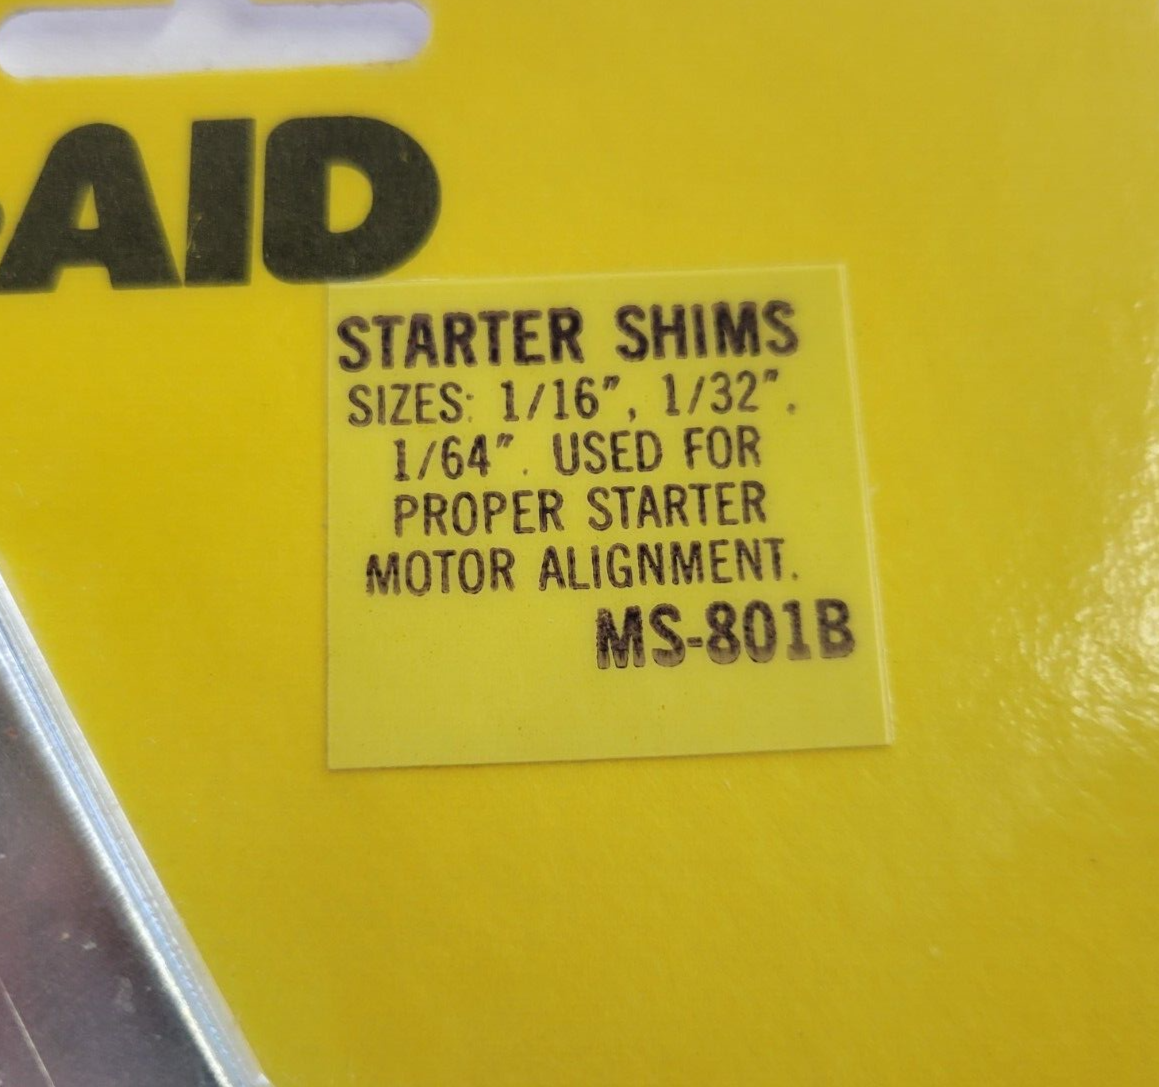 AID
STARTER SHIMS
SIZES: 1/16", 1/32".
1/64". USED FOR
PROPER STARTER
MOTOR ALIGNMENT.
MS-801B